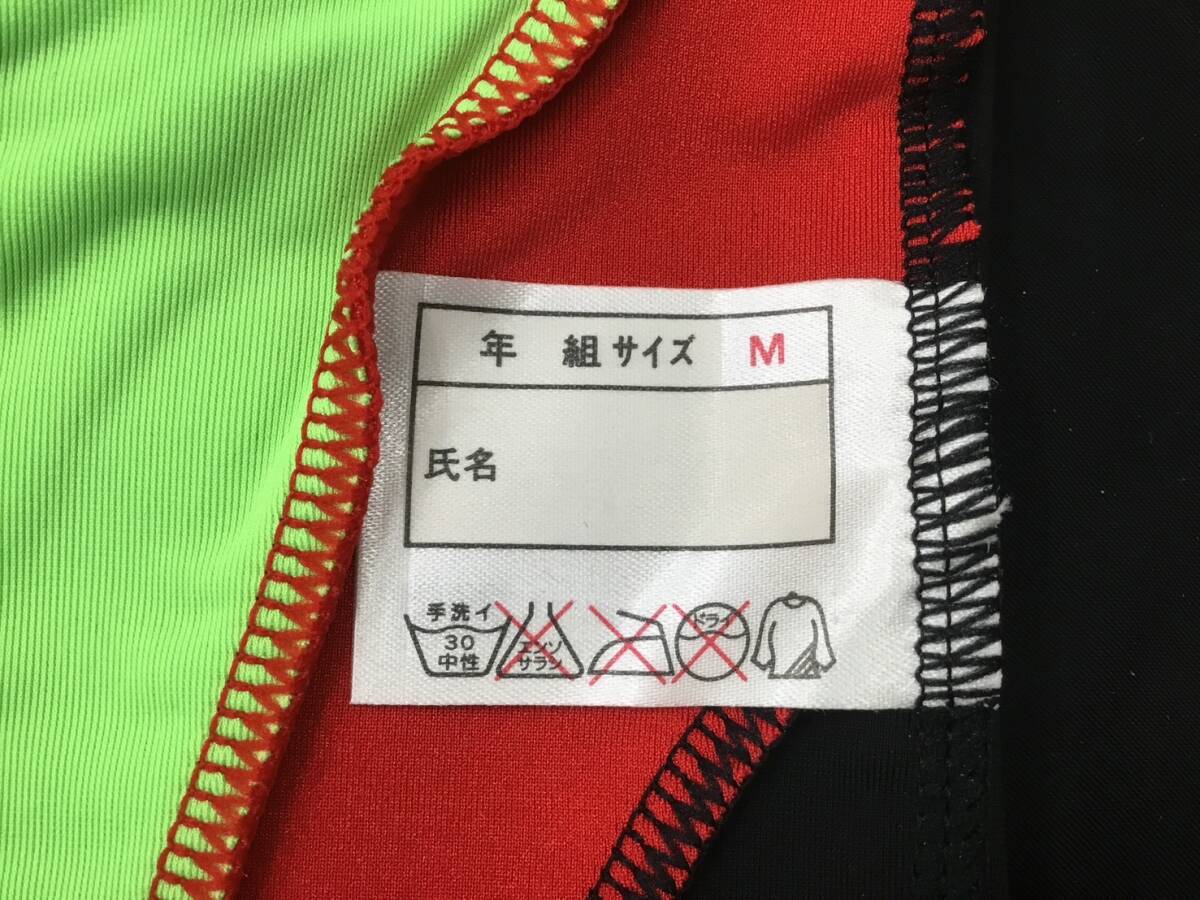 年 組 サイズ M
氏名
手洗イ
30
中性
エンソ
サラシ
ドライ